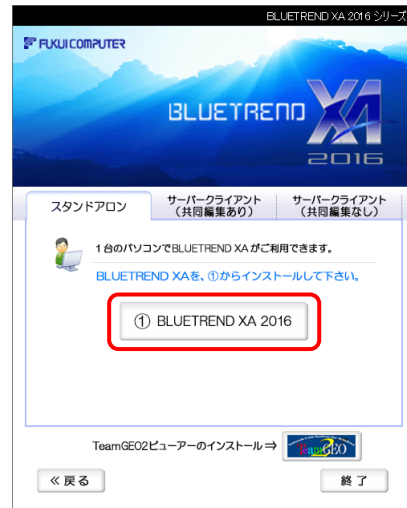 BLUETREND XA 2016 シリーズ
FUKUI COMPUTER
BLUETREND XA
2016
スタンドアロン
サーバークライアント
（共同編集あり）
サーバークライアント
（共同編集なし）
1台のパソコンでBLUETREND XAがご利用できます。
BLUETREND XAを、①からインストールして下さい。
① BLUETREND XA 2016
TeamGEO2ビューアーのインストール⇒
TeamGEO
≪戻る
終 了